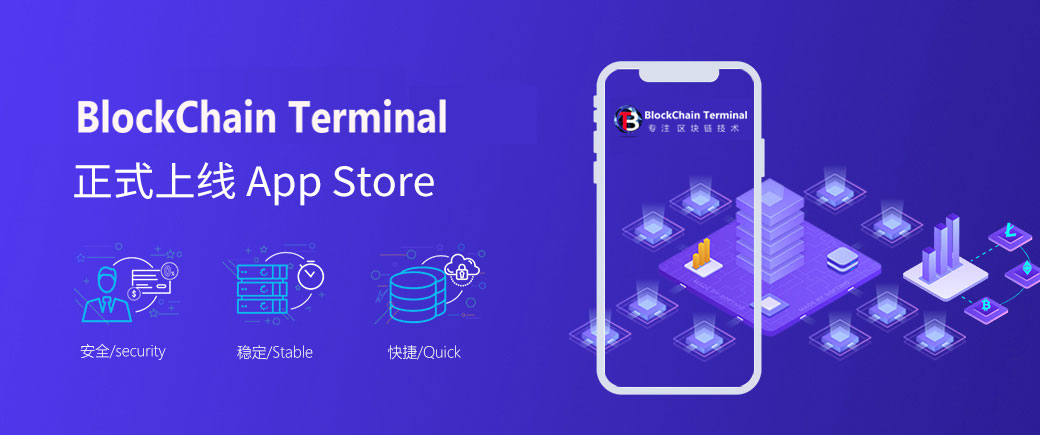 BlockChain Terminal
正式上线 App Store
安全/security
稳定/Stable
快捷/Quick
BlockChain Terminal
专注区块链技术